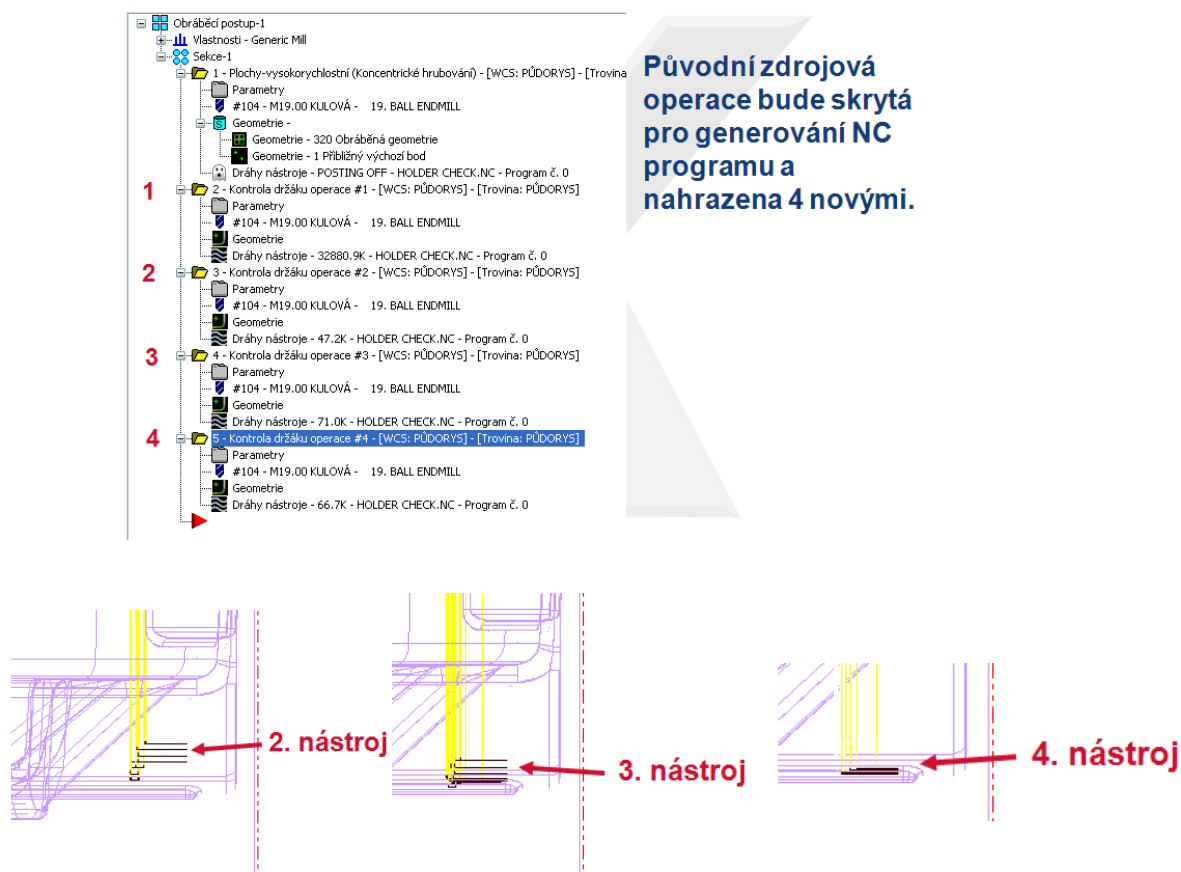 Obráběcí postup-1
Vlastnosti - Generic Mill
Sekce-1
1 - Plochy-vysokorychlostní (Koncentrické hrubování) - [WCS: PŮDORYS] - [Trovina
Parametry
#104 - M19.00 KULOVÁ - 19. BALL ENDMILL
Geometrie -
Geometrie - 320 Obráběná geometrie
Geometrie - 1 Přibližný výchozí bod
Dráhy nástroje - POSTING OFF - HOLDER CHECK.NC - Program č. 0
1 2 - Kontrola držáku operace #1 - [WCS: PŮDORYS] - [Trovina: PŮDORYS]
Parametry
#104 - M19.00 KULOVÁ - 19. BALL ENDMILL
Geometrie
Dráhy nástroje - 32880.9K - HOLDER CHECK.NC - Program č. 0
2 3 - Kontrola držáku operace #2 - [WCS: PŮDORYS] - [Trovina: PŮDORYS]
Parametry
#104 - M19.00 KULOVÁ - 19. BALL ENDMILL
Geometrie
Dráhy nástroje - 47.2K - HOLDER CHECK.NC - Program č. 0
3 4 - Kontrola držáku operace #3 - [WCS: PŮDORYS] - [Trovina: PŮDORYS]
Parametry
#104 - M19.00 KULOVÁ - 19. BALL ENDMILL
Geometrie
Dráhy nástroje - 71.0K - HOLDER CHECK.NC - Program č. 0
4 5 - Kontrola držáku operace #4 - [WCS: PŮDORYS] - [Trovina: PŮDORYS]
Parametry
#104 - M19.00 KULOVÁ - 19. BALL ENDMILL
Geometrie
Dráhy nástroje - 66.7K - HOLDER CHECK.NC - Program č. 0
Původní zdrojová
operace bude skrytá
pro generování NC
programu a
nahrazena 4 novými.
2. nástroj
3. nástroj
4. nástroj